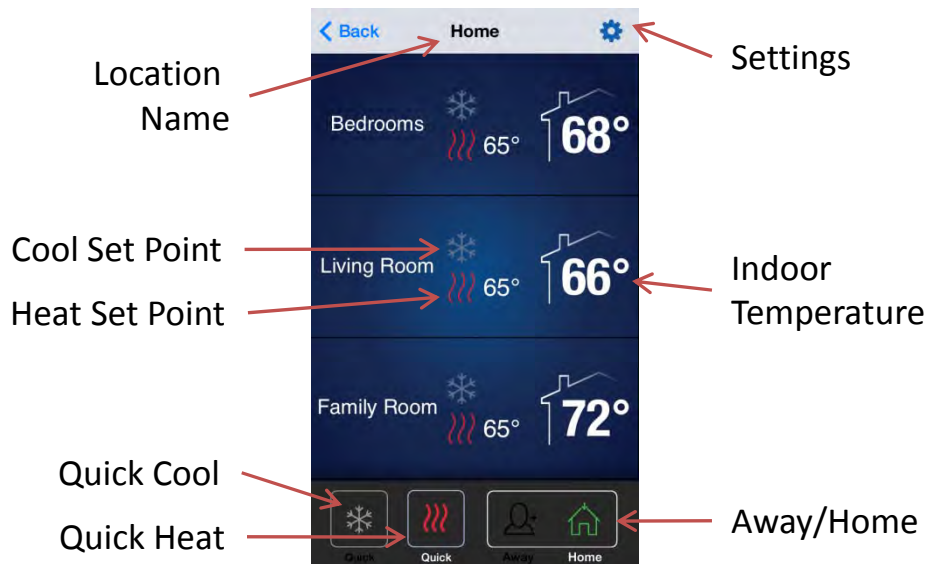 Back Home
Location
Name
Settings
Bedrooms 65° 68°
Cool Set Point
Heat Set Point
Living Room 65° 66°
Indoor
Temperature
Family Room 65° 72°
Quick Cool
Quick Heat
Away/Home
Quick Quick Away Home